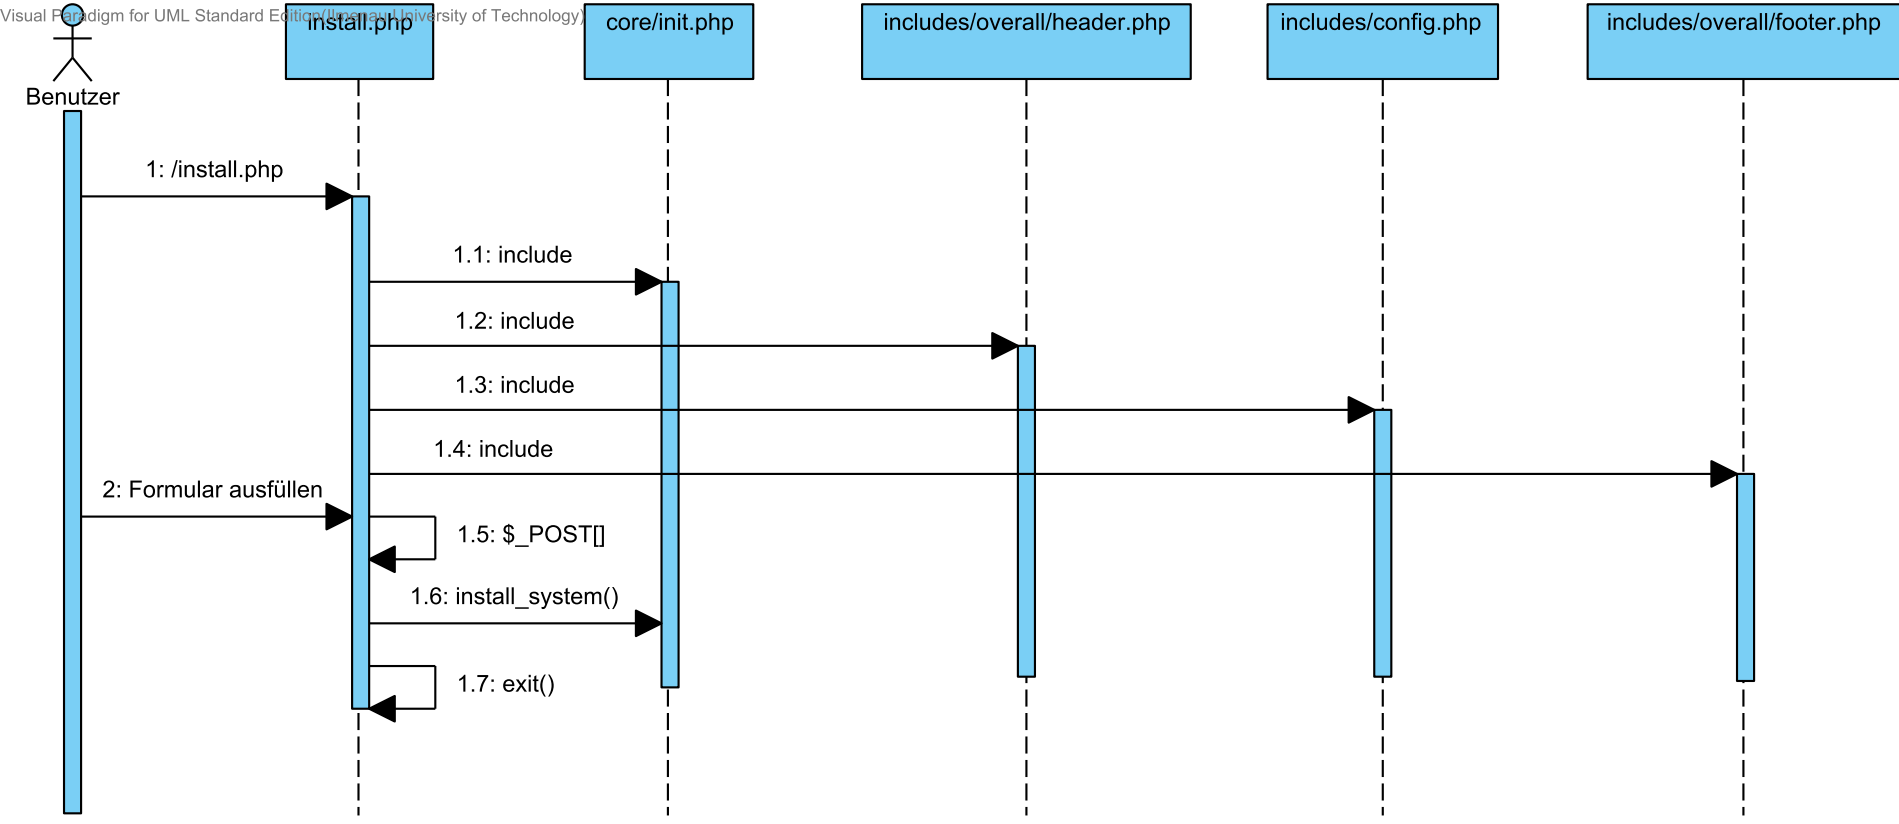 Visual Paradigm for UML Standard Edition(Ilmenau University of Technology)
install.php
core/init.php
includes/overall/header.php
includes/config.php
includes/overall/footer.php
Benutzer
1: /install.php
1.1: include
1.2: include
1.3: include
1.4: include
2: Formular ausfüllen
1.5: $_POST[]
1.6: install_system()
1.7: exit()